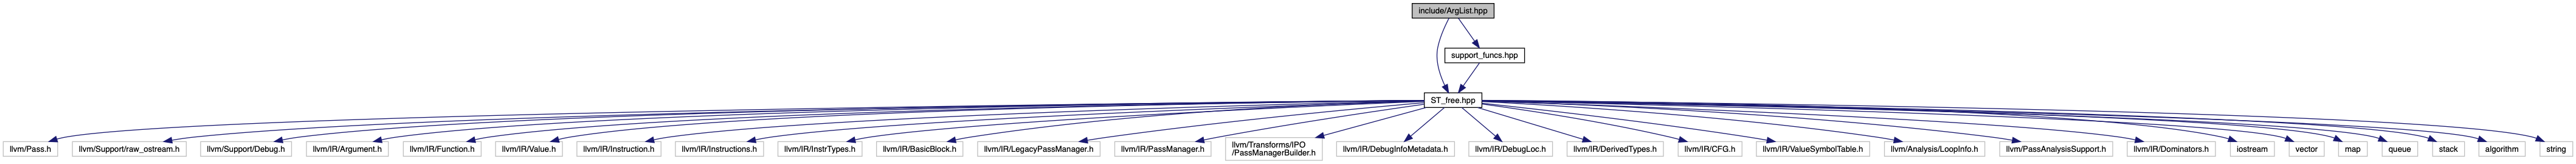 include/ArgList.hpp
support_funcs.hpp
ST_free.hpp
llvm/Pass.h
llvm/Support/raw_ostream.h
llvm/Support/Debug.h
llvm/IR/Argument.h
llvm/IR/Function.h
llvm/IR/Value.h
llvm/IR/Instruction.h
llvm/IR/Instructions.h
llvm/IR/InstrTypes.h
llvm/IR/BasicBlock.h
llvm/IR/LegacyPassManager.h
llvm/IR/PassManager.h
llvm/Transforms/IPO
/PassManagerBuilder.h
llvm/IR/DebugInfoMetadata.h
llvm/IR/DebugLoc.h
llvm/IR/DerivedTypes.h
llvm/IR/CFG.h
llvm/IR/ValueSymbolTable.h
llvm/Analysis/LoopInfo.h
llvm/PassAnalysisSupport.h
llvm/IR/Dominators.h
iostream
vector
map
queue
stack
algorithm
string